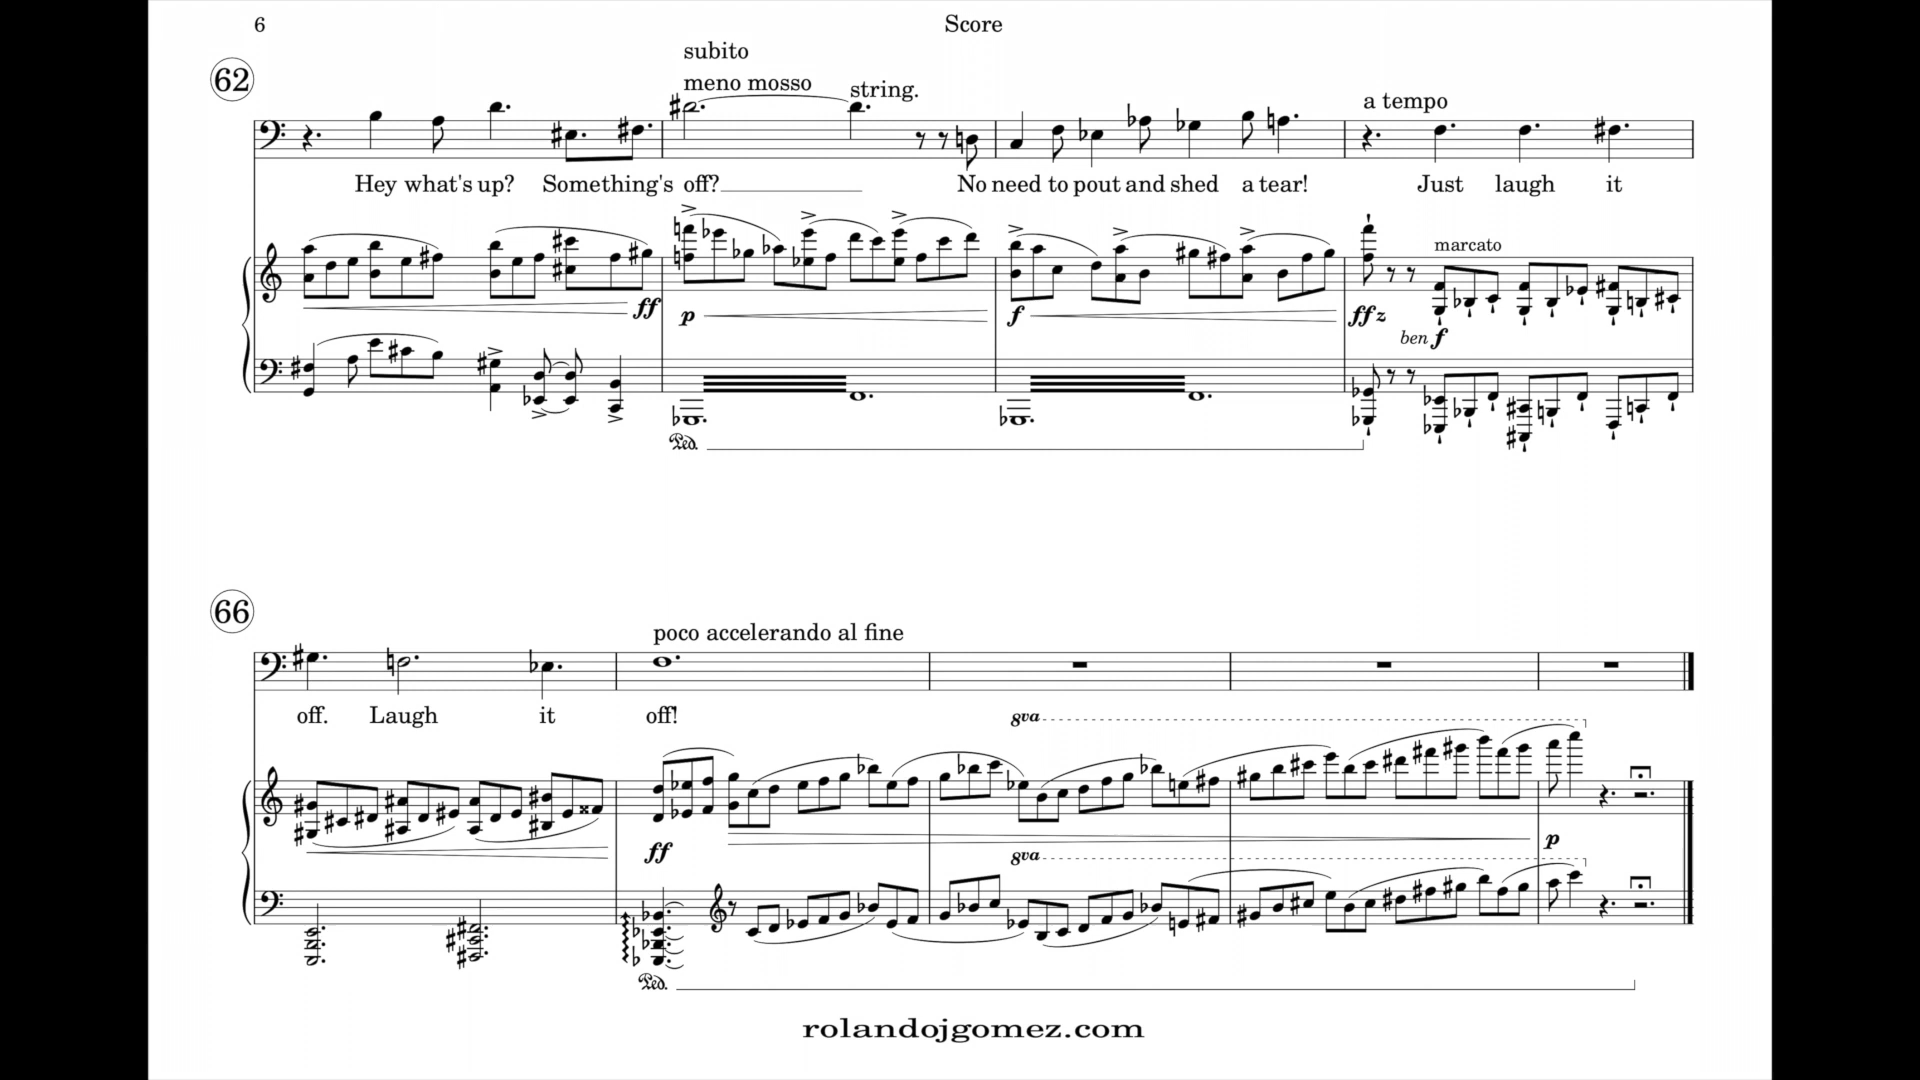 6
Score
62
subito
meno mosso
string.
a tempo
Hey what's up? Something's off? No need to pout and shed a tear! Just laugh it
marcato
ff
p
f
ffz
ben f
Ped.
66
poco accelerando al fine
off. Laugh it off!
8va
ff
p
8va
Ped.
rolandojgomez.com